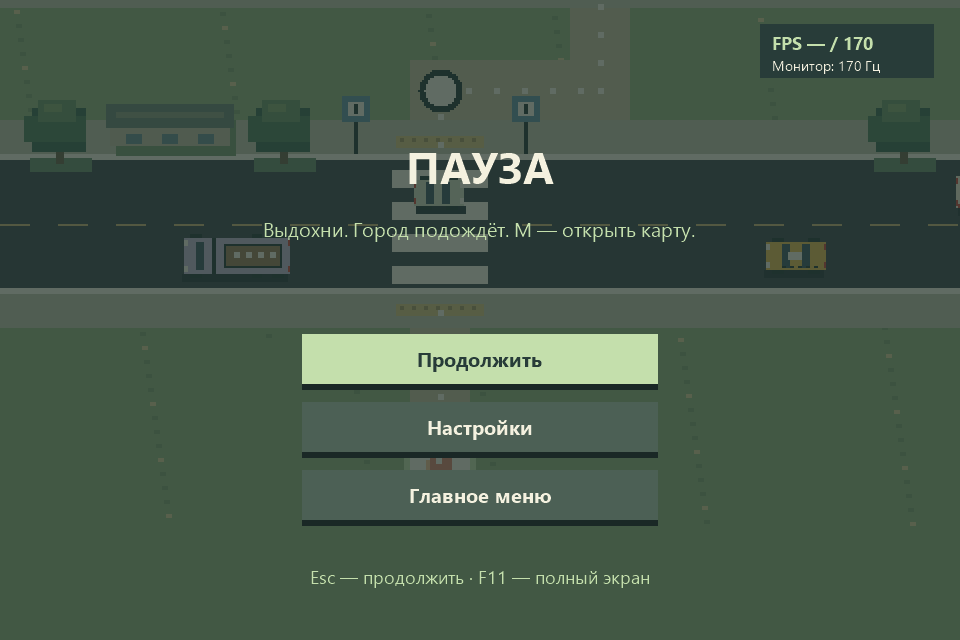 FPS — / 170
Монитор: 170 Гц
ПАУЗА
Выдохни. Город подождёт. М — открыть карту.
Продолжить
Настройки
Главное меню
Esc — продолжить · F11 — полный экран